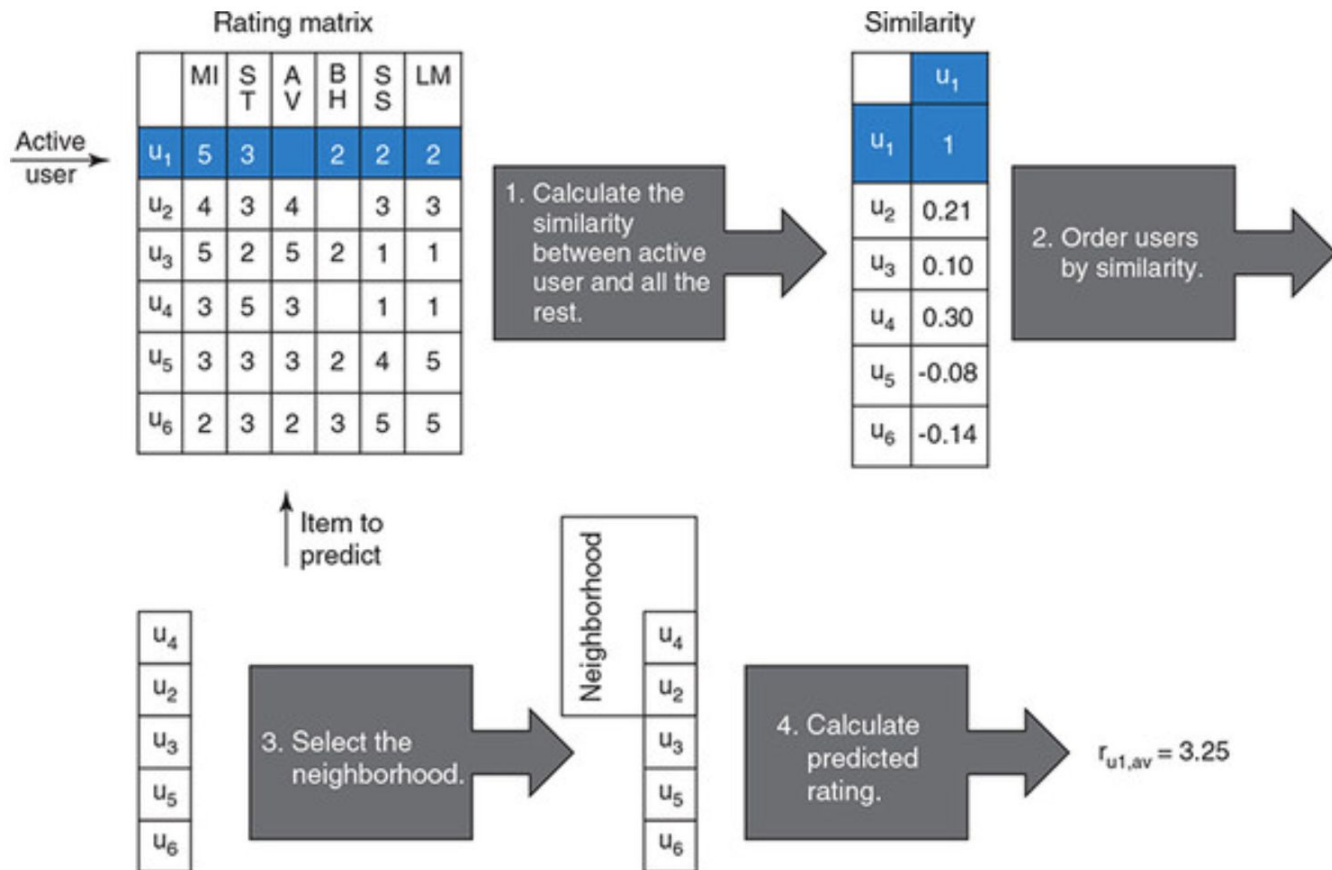 Rating matrix
MI S T A V B H S S LM
Active user
u1 5 3 2 2 2
u2 4 3 4 3 3
u3 5 2 5 2 1 1
u4 3 5 3 1 1
u5 3 3 3 2 4 5
u6 2 3 2 3 5 5
Item to
predict
1. Calculate the
similarity
between active
user and all the
rest.
Similarity
u1
u1 1
u2 0.21
u3 0.10
u4 0.30
u5 -0.08
u6 -0.14
2. Order users
by similarity.
u4
u2
u3
u5
u6
3. Select the
neighborhood.
Neighborhood
u4
u2
u3
u5
u6
4. Calculate
predicted
rating.
ru1,av = 3.25